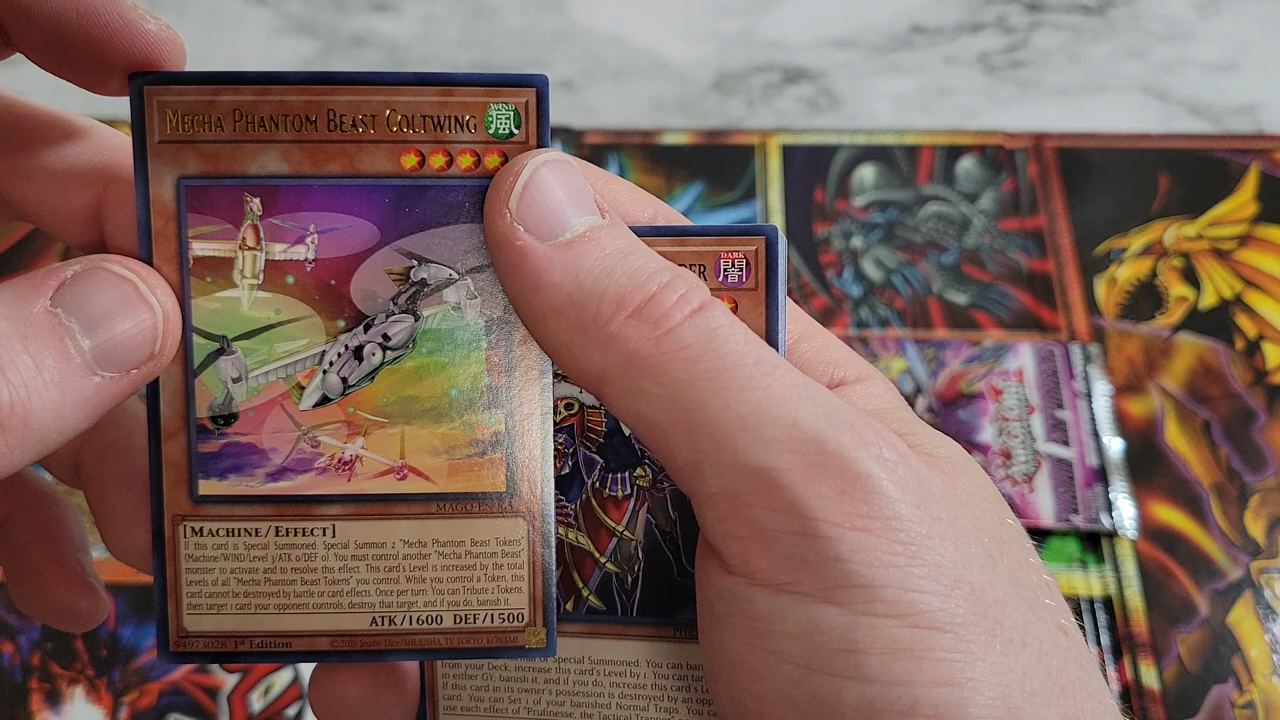 MECHA PHANTOM BEAST COLTWING
WIND
風
MAGO-EN
[MACHINE/EFFECT]
If this card is Special Summoned: Special Summon 2 "Mecha Phantom Beast Tokens"
(Machine/WIND/Level 3/ATK 0/DEF 0). You must control another "Mecha Phantom Beast"
monster to activate and to resolve this effect. This card's Level is increased by the total
Levels of all "Mecha Phantom Beast Tokens" you control. While you control a Token, this
card cannot be destroyed by battle or card effects. Once per turn: You can Tribute 2 Tokens,
then target 1 card your opponent controls; destroy that target, and if you do, banish it.
ATK/1600 DEF/1500
94973028 1st Edition
©2020 Studio Dice/SHUEISHA, TV TOKYO, KONAMI
DER
DARK
闇
Special Summoned: You can ban
from your Deck; increase this card's Level by 1. You can tar
in either GY; banish it, and if you do, increase this card's Le
If this card in its owner's possession is destroyed by an opp
card: You can Set 1 of your banished Normal Traps. You ca
use each effect of "Prufinesse, the Tactical Trapper"